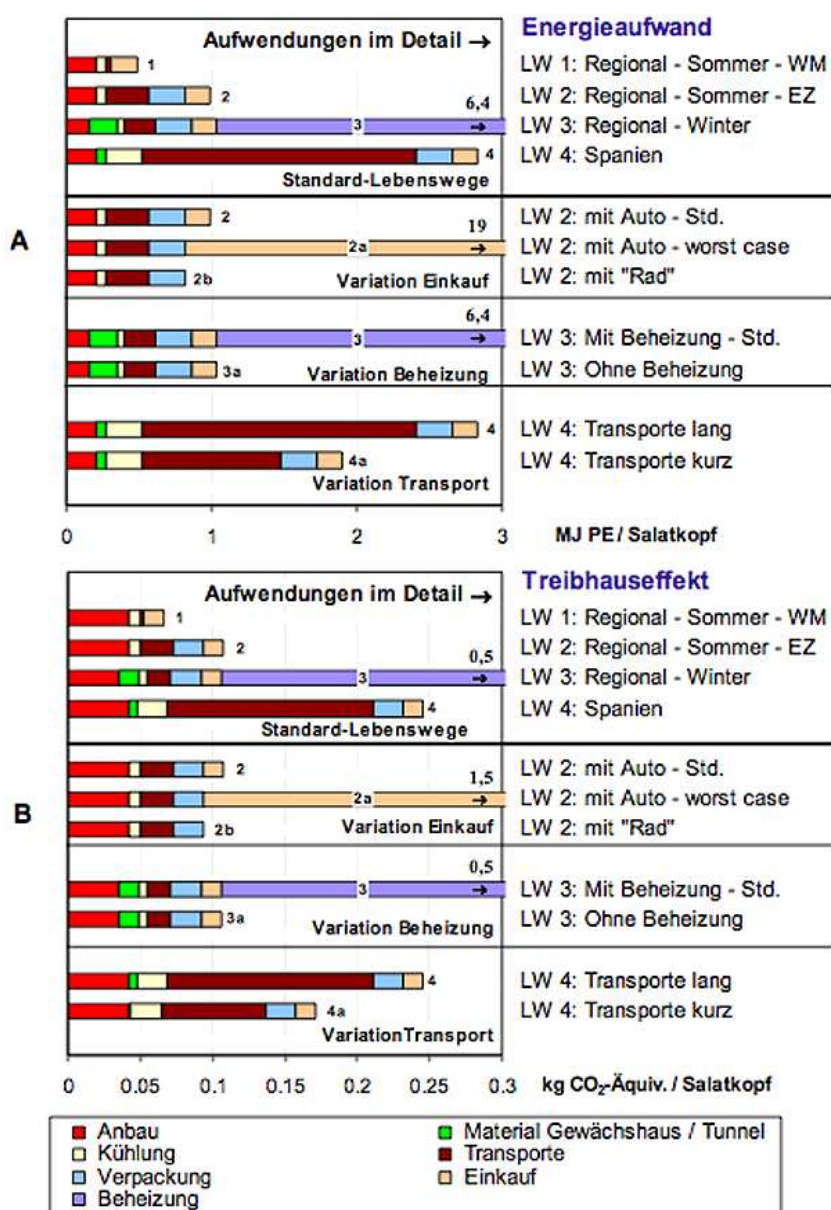 Energieaufwand
Aufwendungen im Detail →
LW 1: Regional - Sommer - WM
1
LW 2: Regional - Sommer - EZ
2
6,4
LW 3: Regional - Winter
3
→
LW 4: Spanien
4
Standard-Lebenswege
A
LW 2: mit Auto - Std.
2
19
LW 2: mit Auto - worst case
2a
→
LW 2: mit "Rad"
2b
Variation Einkauf
6,4
LW 3: Mit Beheizung - Std.
3
→
LW 3: Ohne Beheizung
3a
Variation Beheizung
LW 4: Transporte lang
4
LW 4: Transporte kurz
4a
Variation Transport
0 1 2 3 MJ PE / Salatkopf
Treibhauseffekt
Aufwendungen im Detail →
LW 1: Regional - Sommer - WM
1
LW 2: Regional - Sommer - EZ
2
0,5
LW 3: Regional - Winter
3
→
LW 4: Spanien
4
Standard-Lebenswege
B
LW 2: mit Auto - Std.
2
1,5
LW 2: mit Auto - worst case
2a
→
LW 2: mit "Rad"
2b
Variation Einkauf
0,5
LW 3: Mit Beheizung - Std.
3
→
LW 3: Ohne Beheizung
3a
Variation Beheizung
LW 4: Transporte lang
4
LW 4: Transporte kurz
4a
VariationTransport
0 0.05 0.1 0.15 0.2 0.25 0.3 kg CO₂-Äquiv. / Salatkopf
Anbau
Material Gewächshaus / Tunnel
Kühlung
Transporte
Verpackung
Einkauf
Beheizung